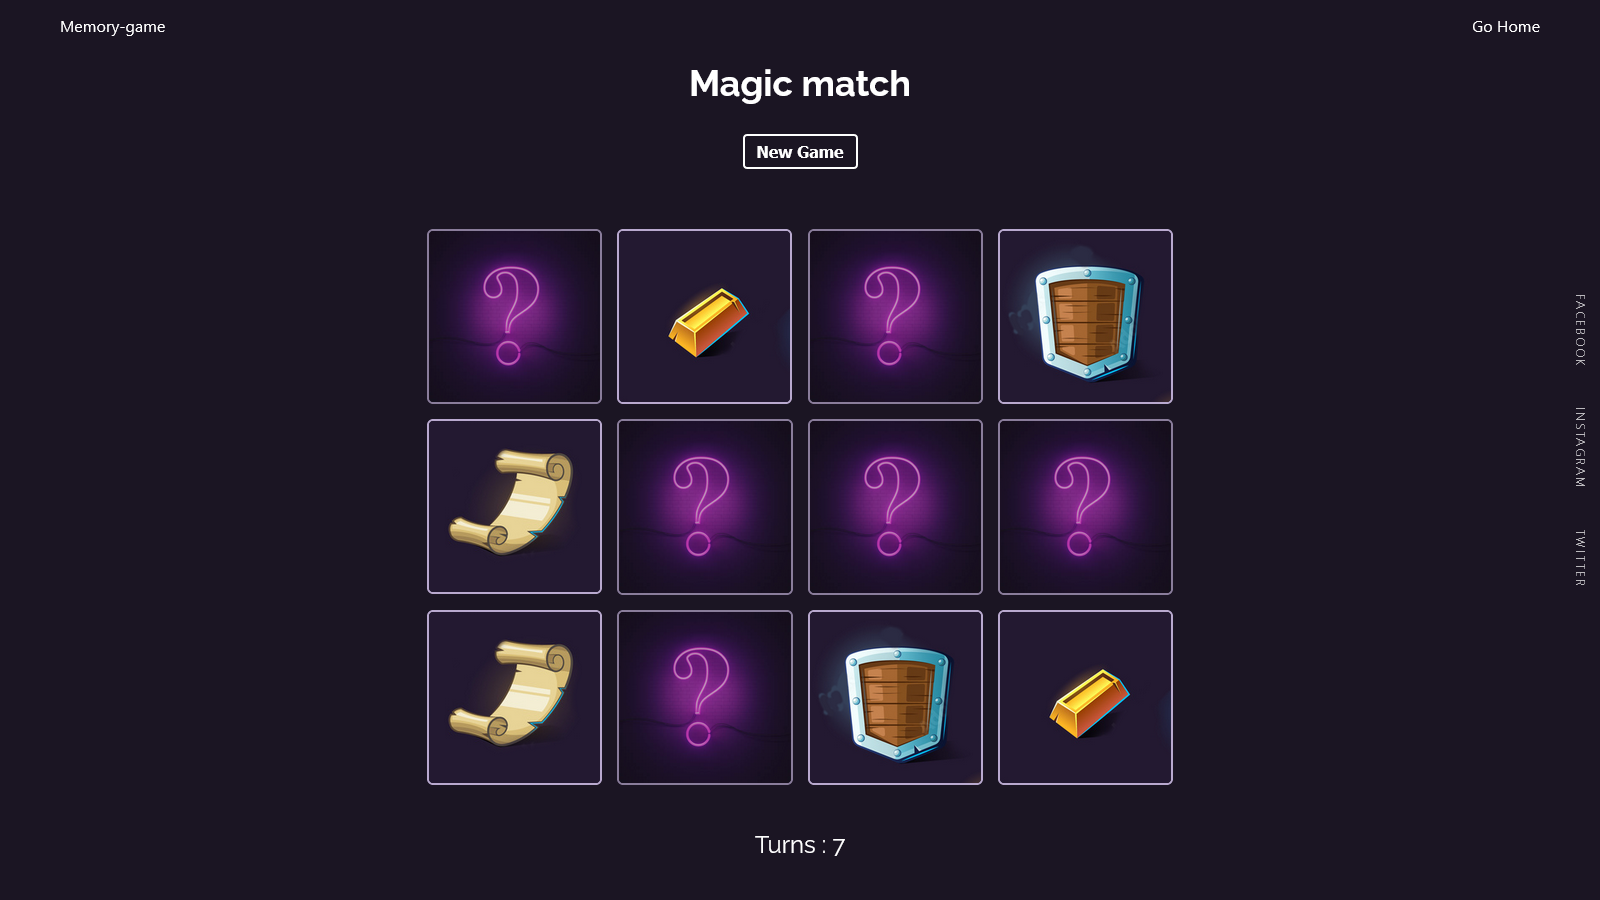 Memory-game
Go Home
Magic match
New Game
FACEBOOK
INSTAGRAM
TWITTER
Turns : 7